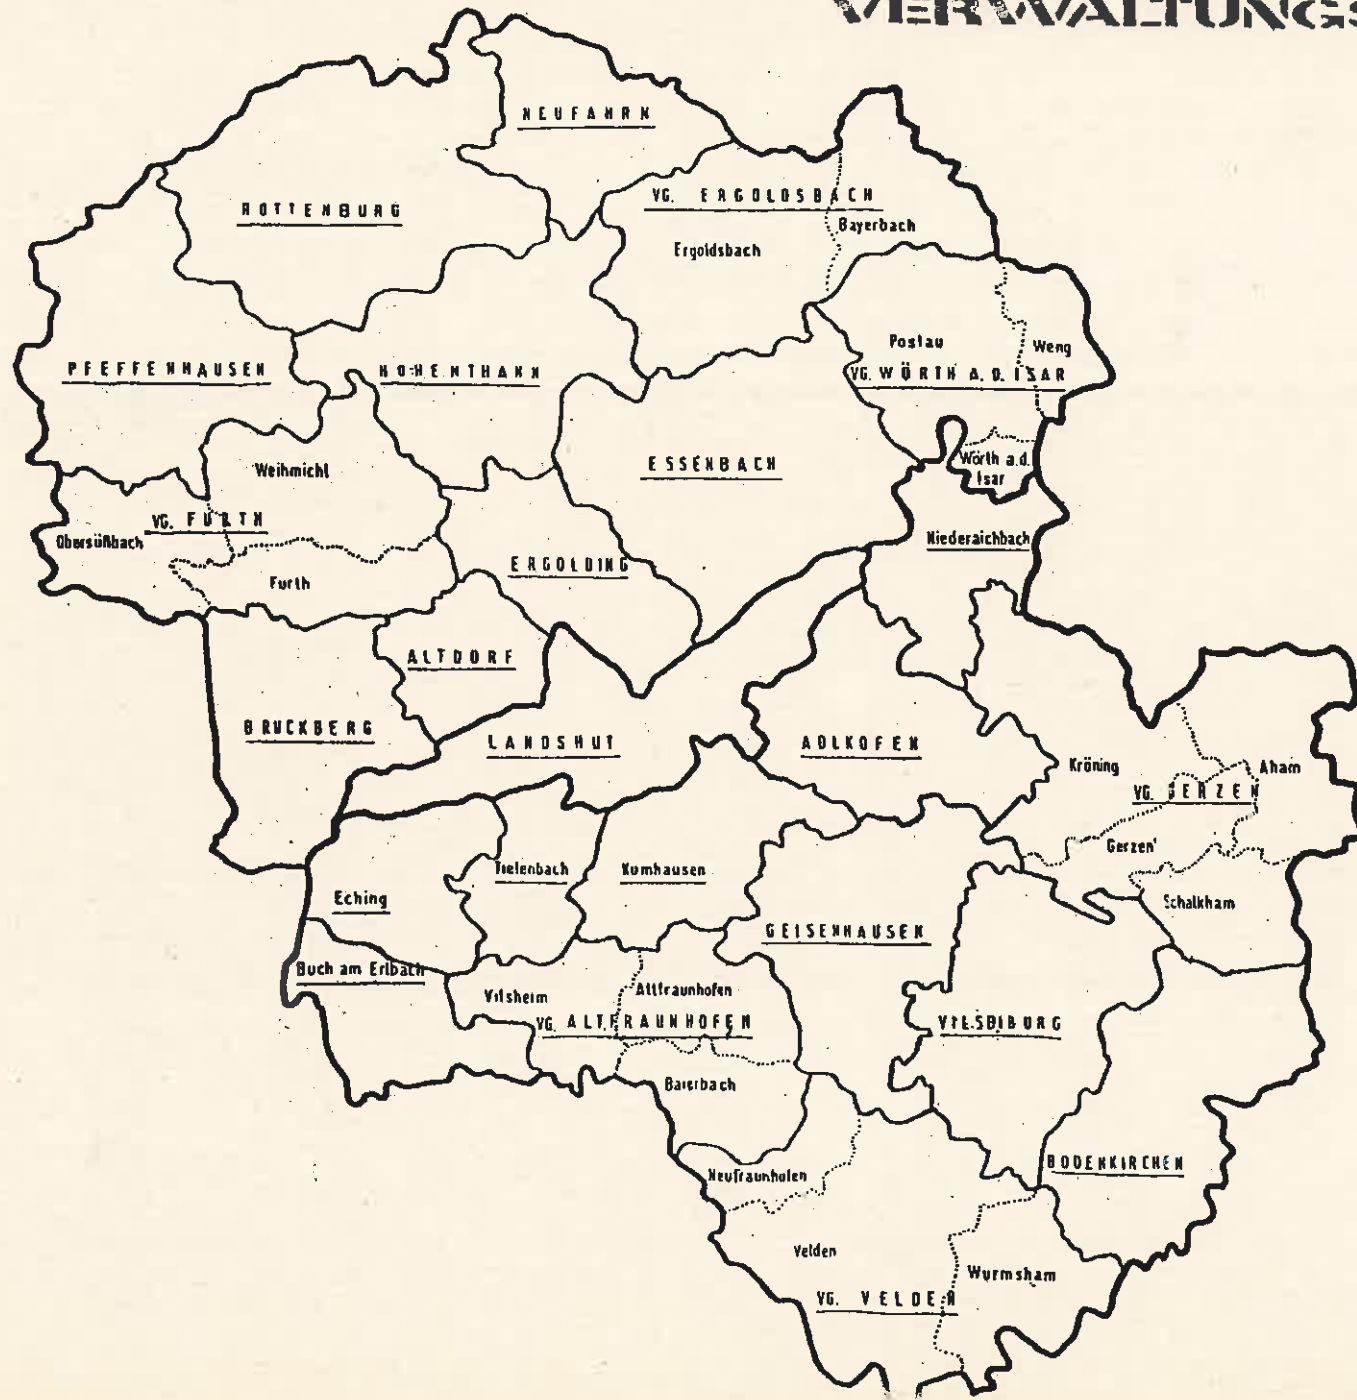 VERWALTUNGS
NEUFAHRN
ROTTENBURG
VG. ERGOLDSBACH
Bayerbach
Ergoldsbach
Postau
Weng
PFEFFENHAUSEN
HOHENTHANN
VG. WÖRTH A.D. ISAR
Weihmichl
ESSENBACH
Wörth a.d.
Isar
VG. FURTH
Obersüßbach
Niederaichbach
Furth
ERGOLDING
ALTDORF
BRUCKBERG
LANDSHUT
ADLKOFEN
Kröning
Aham
VG. GERZEN
Gerzen
Tiefenbach
Kumhausen
Eching
Schalkham
GEISENHAUSEN
Buch am Erlbach
Vilsheim
Altfraunhofen
VG. ALTFRAUNHOFEN
VILSBIBURG
Baierbach
BODENKIRCHEN
Neufraunhofen
Velden
Wurmsham
VG. VELDEN